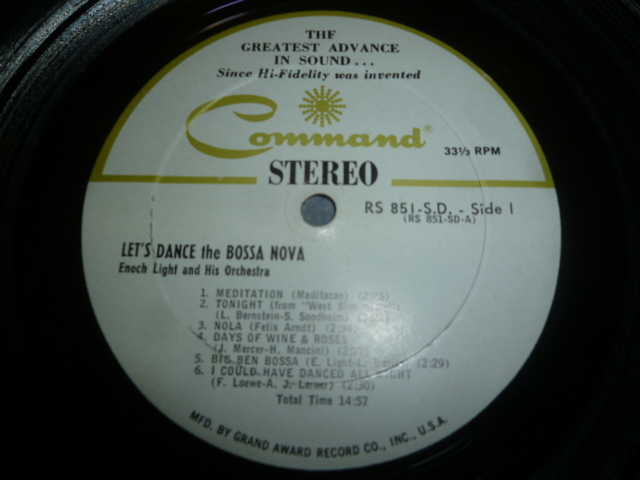 THE
GREATEST ADVANCE
IN SOUND...
Since Hi-Fidelity was invented
Command®
33⅓ RPM
STEREO
RS 851-S.D. - Side 1
(RS 851-SD-A)
LET'S DANCE the BOSSA NOVA
Enoch Light and His Orchestra
1. MEDITATION (Meditacao)
2. TONIGHT (from "West
(L. Bernstein-S. Sondheim)
3. NOLA (Felix Arndt)
4. DAYS OF WINE & ROSES
(J. Mercer-H. Mancini)
5. BIG BEN BOSSA (E. Light-L. (2:29)
6. I COULD HAVE DANCED ALL NIGHT
(F. Loewe-A. J. Lerner) (2:30)
Total Time 14:57
MFD. BY GRAND AWARD RECORD CO., INC., U.S.A.